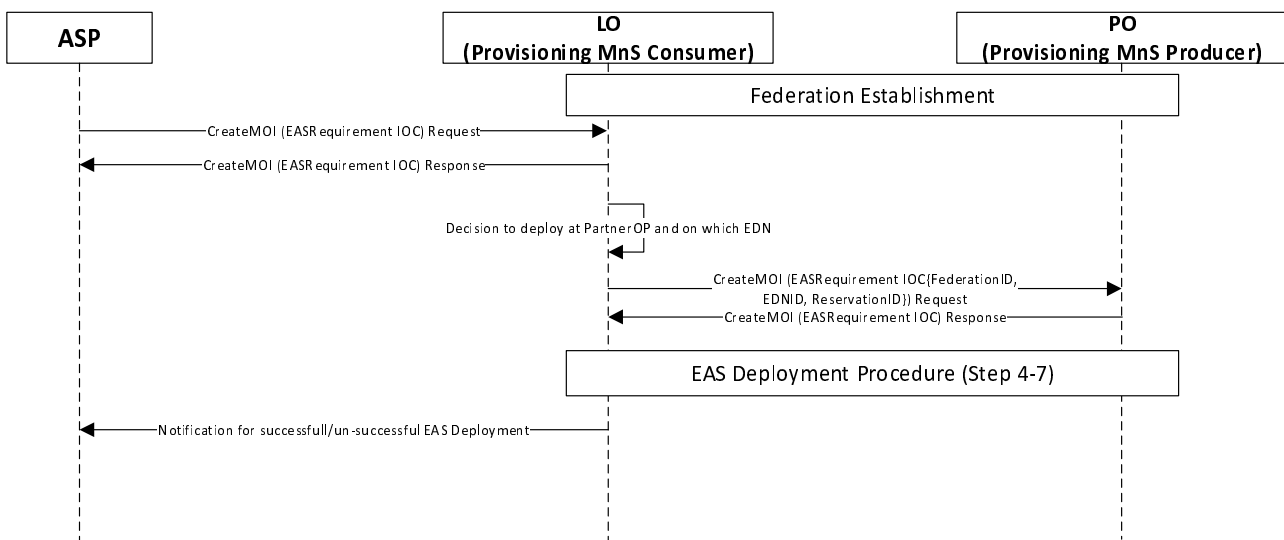 ASP
LO
(Provisioning MnS Consumer)
PO
(Provisioning MnS Producer)
Federation Establishment
CreateMOI (EASRequirement IOC) Request
CreateMOI (EASRequirement IOC) Response
Decision to deploy at PartnerOP and on which EDN
CreateMOI (EASRequirement IOC{FederationID,
EDNID, ReservationID}) Request
CreateMOI (EASRequirement IOC) Response
EAS Deployment Procedure (Step 4-7)
Notification for successfull/un-successful EAS Deployment